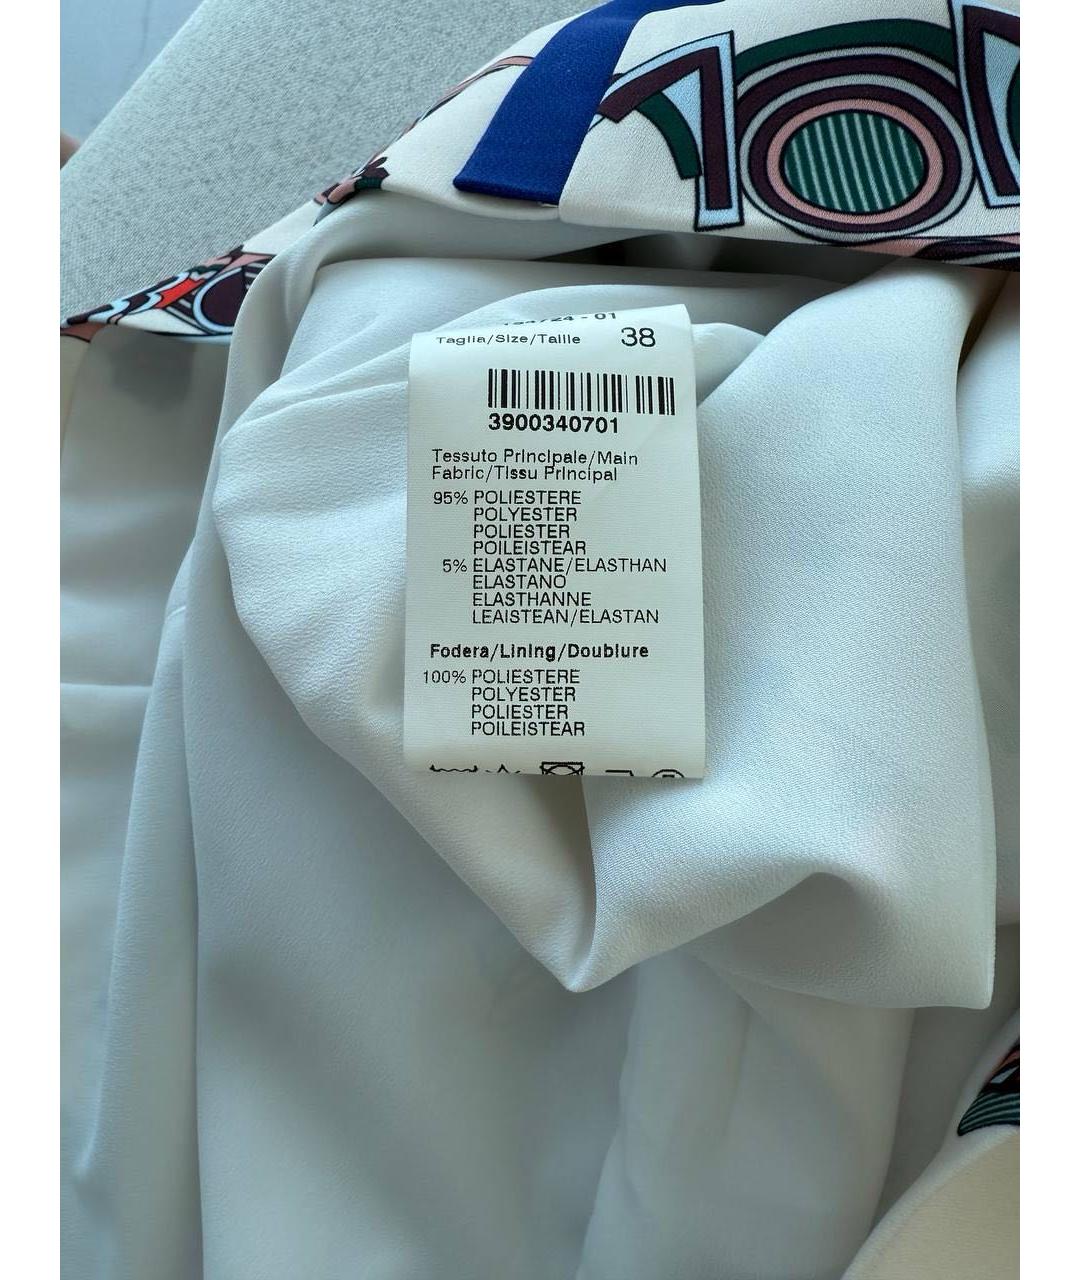 Taglia/Size/Taille 38
3900340701
Tessuto Principale/Main
Fabric/Tissu Principal
95% POLIESTERE
POLYESTER
POLIESTER
POILEISTEAR
5% ELASTANE/ELASTHAN
ELASTANO
ELASTHANNE
LEAISTEAN/ELASTAN
Fodera/Lining/Doublure
100% POLIESTERE
POLYESTER
POLIESTER
POILEISTEAR